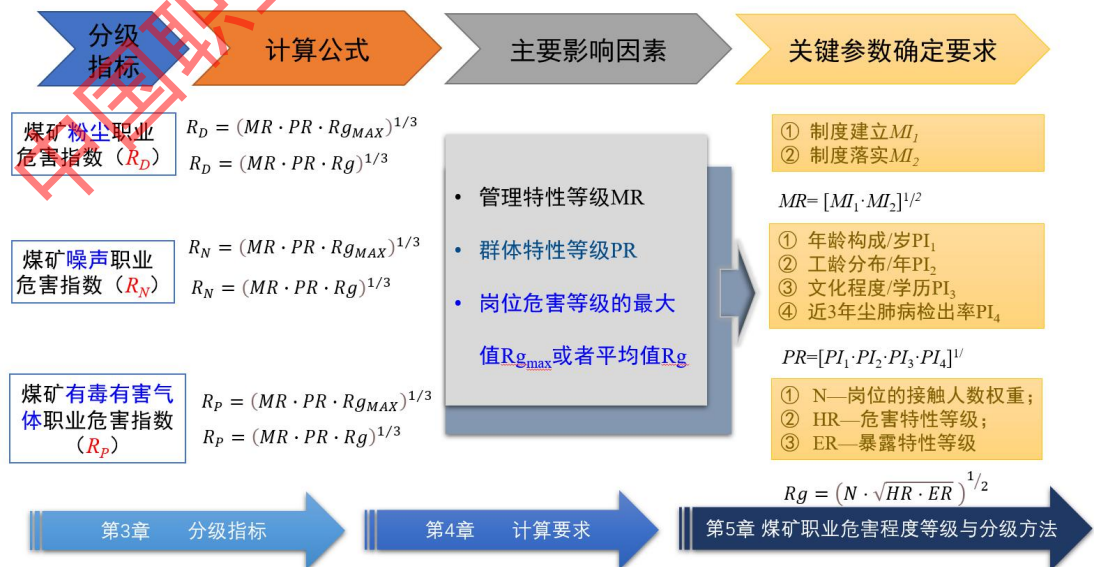 分级
指标
计算公式
主要影响因素
关键参数确定要求
中国职业
煤矿粉尘职业
危害指数（R_D）
R_D = (MR · PR · Rg_MAX)^1/3
R_D = (MR · PR · Rg)^1/3
煤矿噪声职业
危害指数（R_N）
R_N = (MR · PR · Rg_MAX)^1/3
R_N = (MR · PR · Rg)^1/3
煤矿有毒有害气
体职业危害指数
（R_P）
R_P = (MR · PR · Rg_MAX)^1/3
R_P = (MR · PR · Rg)^1/3
• 管理特性等级MR
• 群体特性等级PR
• 岗位危害等级的最大
值Rg_max或者平均值Rg
① 制度建立MI_1
② 制度落实MI_2
MR= [MI_1·MI_2]^1/2
① 年龄构成/岁PI_1
② 工龄分布/年PI_2
③ 文化程度/学历PI_3
④ 近3年尘肺病检出率PI_4
PR=[PI_1·PI_2·PI_3·PI_4]^1/
① N—岗位的接触人数权重；
② HR—危害特性等级；
③ ER—暴露特性等级
Rg = (N · √HR · ER)^1/2
第3章 分级指标
第4章 计算要求
第5章 煤矿职业危害程度等级与分级方法